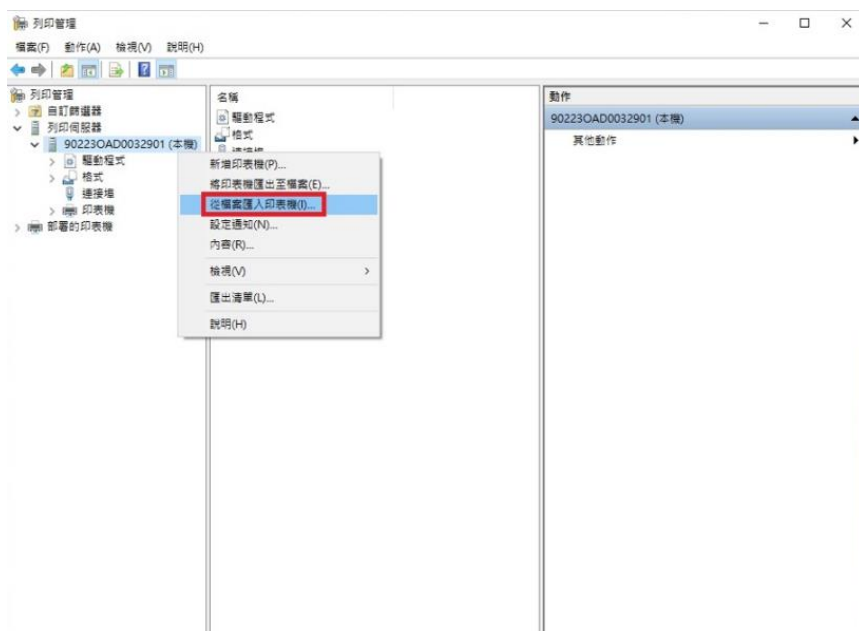 列印管理
檔案(F) 動作(A) 檢視(V) 說明(H)
列印管理
自訂篩選器
列印伺服器
90223OAD0032901 (本機)
驅動程式
格式
連接埠
印表機
部署的印表機
名稱
驅動程式
格式
連接埠
新增印表機(P)...
將印表機匯出至檔案(E)...
從檔案匯入印表機(I)...
設定通知(N)...
內容(R)...
檢視(V)
匯出清單(L)...
說明(H)
動作
90223OAD0032901 (本機)
其他動作